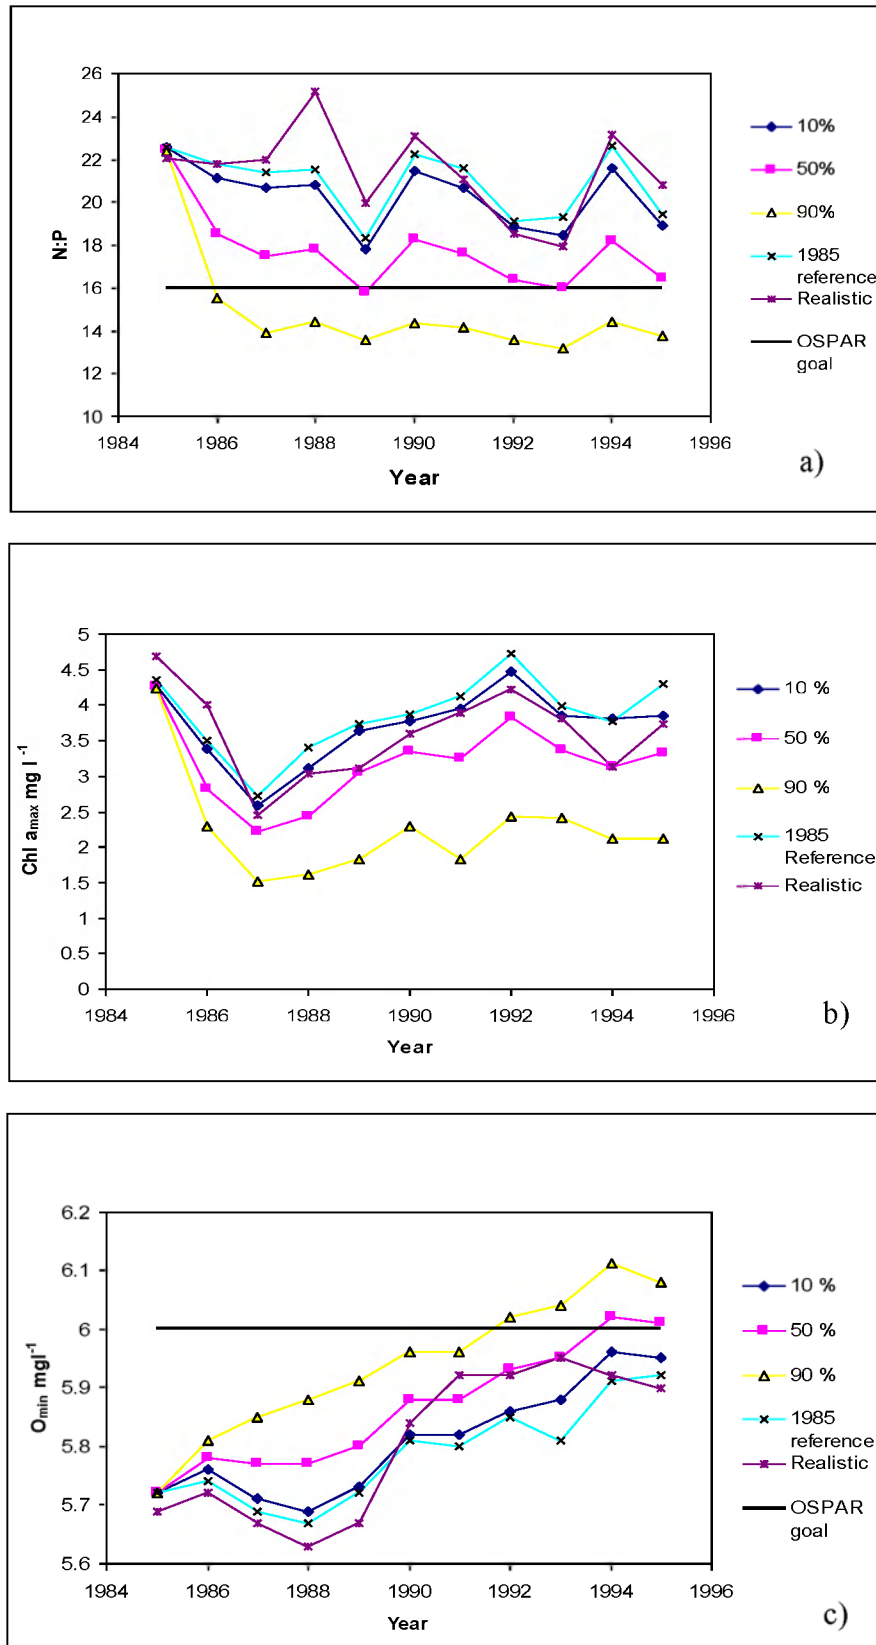 26
24
22
20
18
16
14
12
10
N:P
1984 1986 1988 1990 1992 1994 1996
Year
10%
50%
90%
1985
reference
Realistic
OSPAR
goal
a)
5
4.5
4
3.5
3
2.5
2
1.5
1
0.5
0
Chl amax mg l-1
1984 1986 1988 1990 1992 1994 1996
Year
10 %
50 %
90 %
1985
Reference
Realistic
b)
6.2
6.1
6
5.9
5.8
5.7
5.6
Omin mgl-1
1984 1986 1988 1990 1992 1994 1996
Year
10 %
50 %
90 %
1985
reference
Realistic
OSPAR
goal
c)